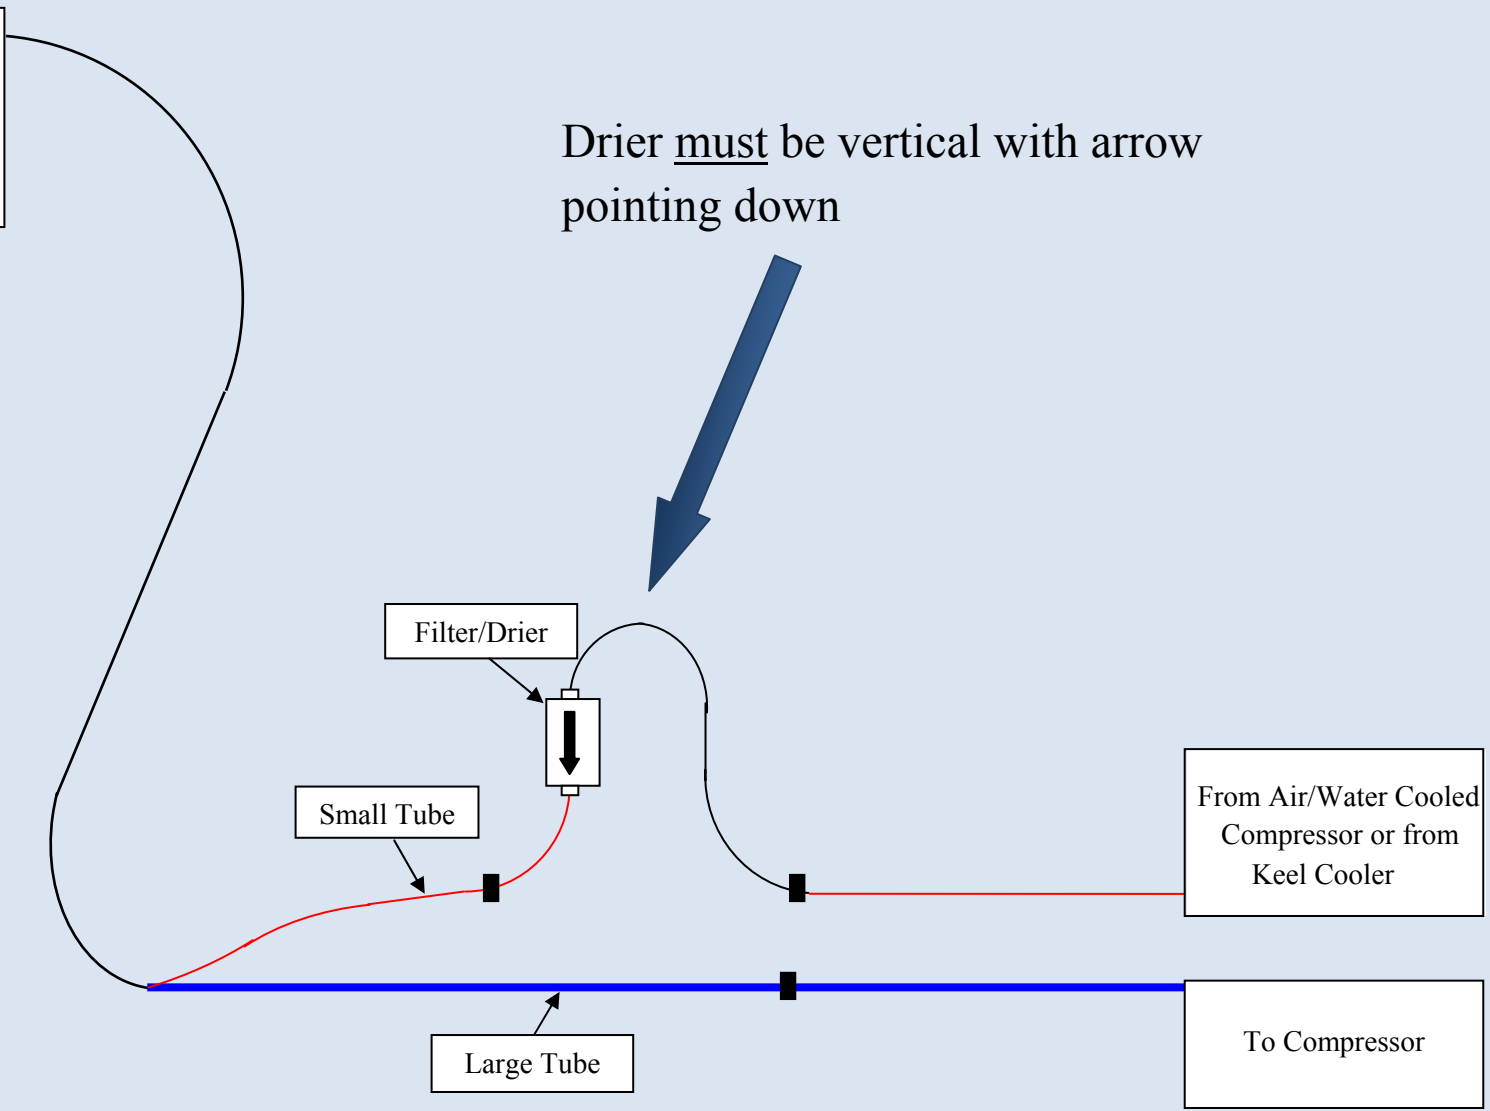 Drier must be vertical with arrow
pointing down
Filter/Drier
Small Tube
From Air/Water Cooled
Compressor or from
Keel Cooler
To Compressor
Large Tube